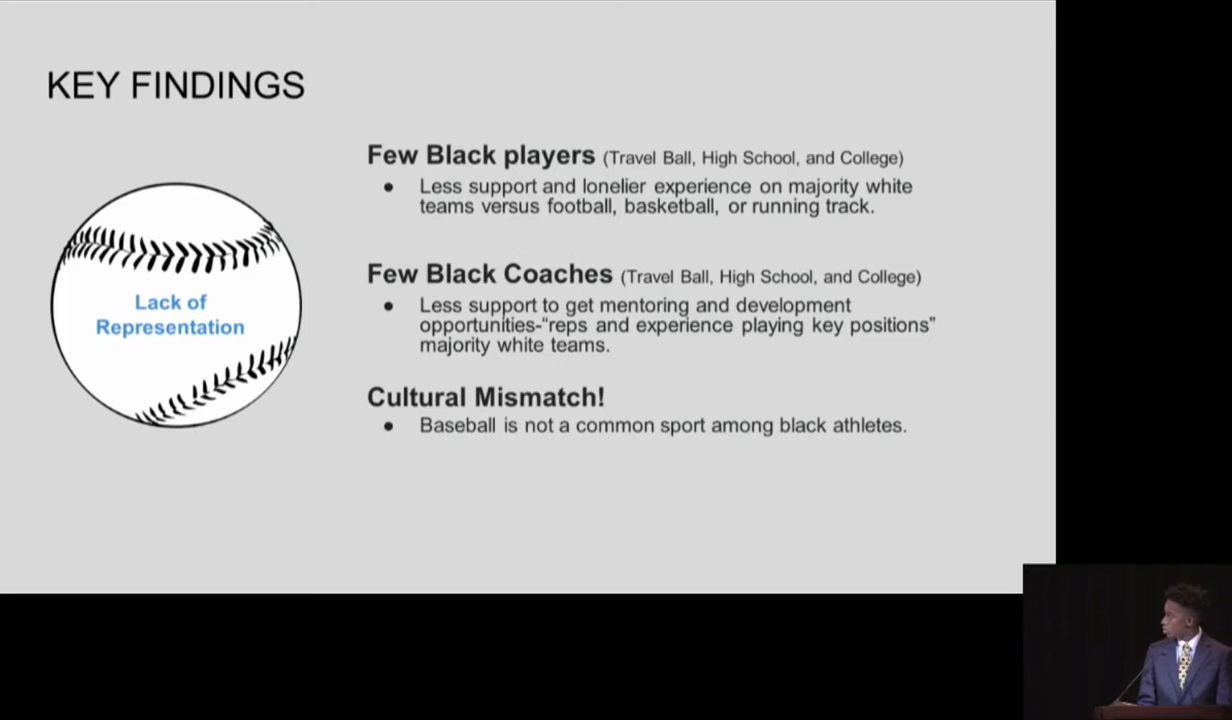 KEY FINDINGS
Lack of
Representation
Few Black players (Travel Ball, High School, and College)
● Less support and lonelier experience on majority white
teams versus football, basketball, or running track.
Few Black Coaches (Travel Ball, High School, and College)
● Less support to get mentoring and development
opportunities-“reps and experience playing key positions”
majority white teams.
Cultural Mismatch!
● Baseball is not a common sport among black athletes.